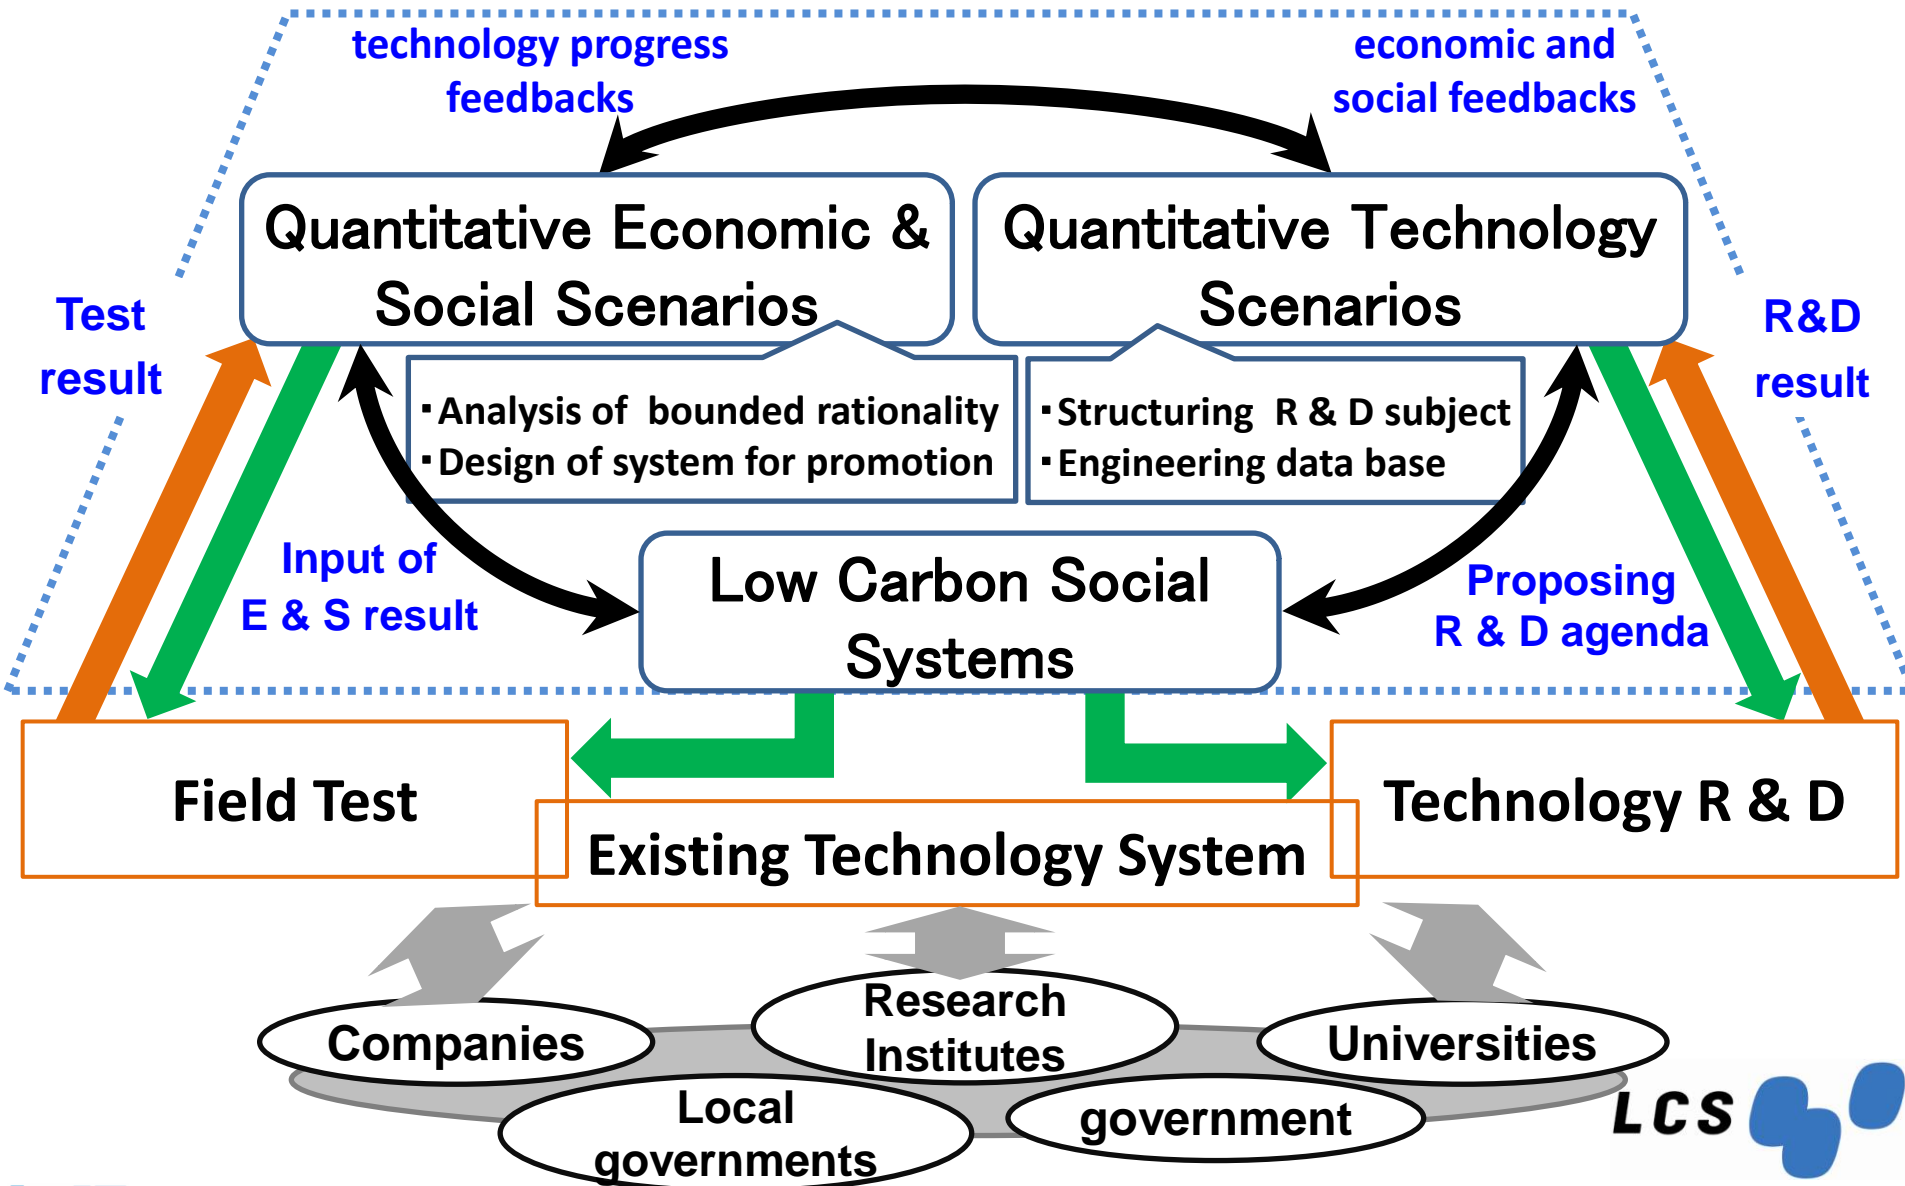 technology progress
feedbacks
economic and
social feedbacks
Quantitative Economic &
Social Scenarios
Quantitative Technology
Scenarios
Test
result
R&D
result
▪Analysis of bounded rationality
▪Design of system for promotion
▪Structuring R & D subject
▪Engineering data base
Input of
E & S result
Low Carbon Social
Systems
Proposing
R & D agenda
Field Test
Technology R & D
Existing Technology System
Companies
Research
Institutes
Universities
Local
governments
government
LCS